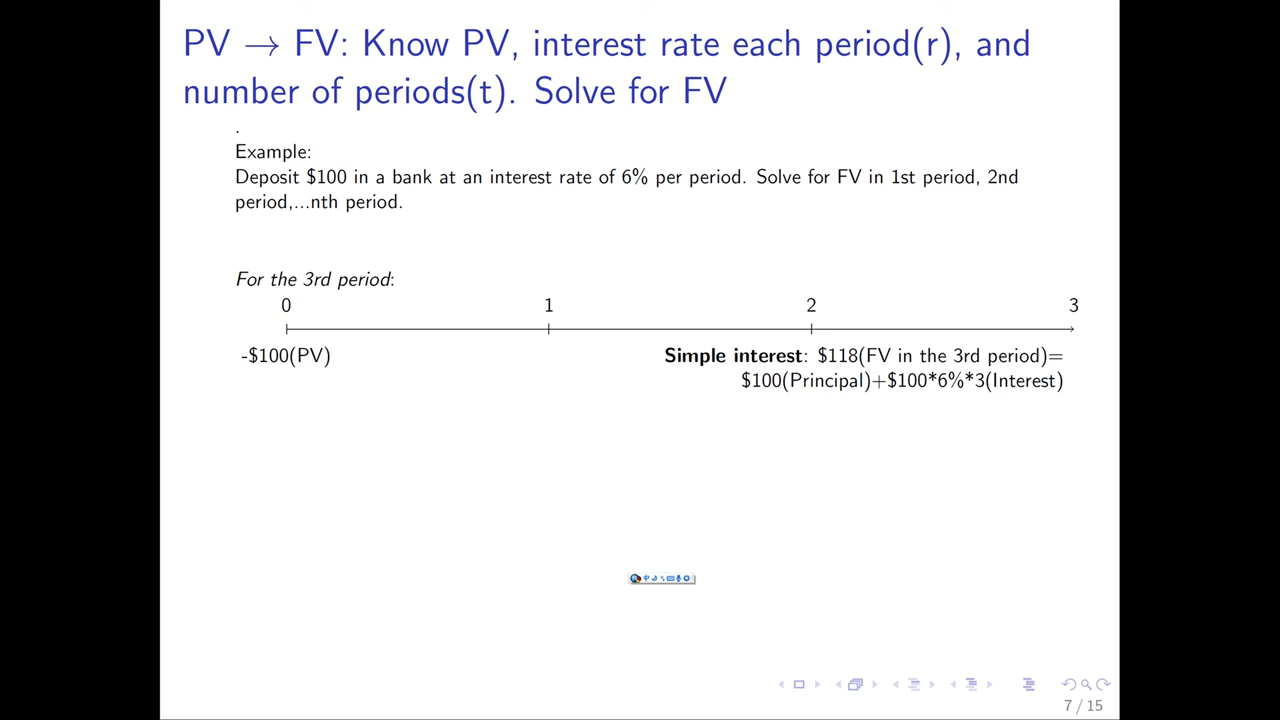 PV → FV: Know PV, interest rate each period(r), and
number of periods(t). Solve for FV
.
Example:
Deposit $100 in a bank at an interest rate of 6% per period. Solve for FV in 1st period, 2nd
period,...nth period.
For the 3rd period:
0 1 2 3
-$100(PV)
Simple interest: $118(FV in the 3rd period)=
$100(Principal)+$100*6%*3(Interest)
中
7 / 15